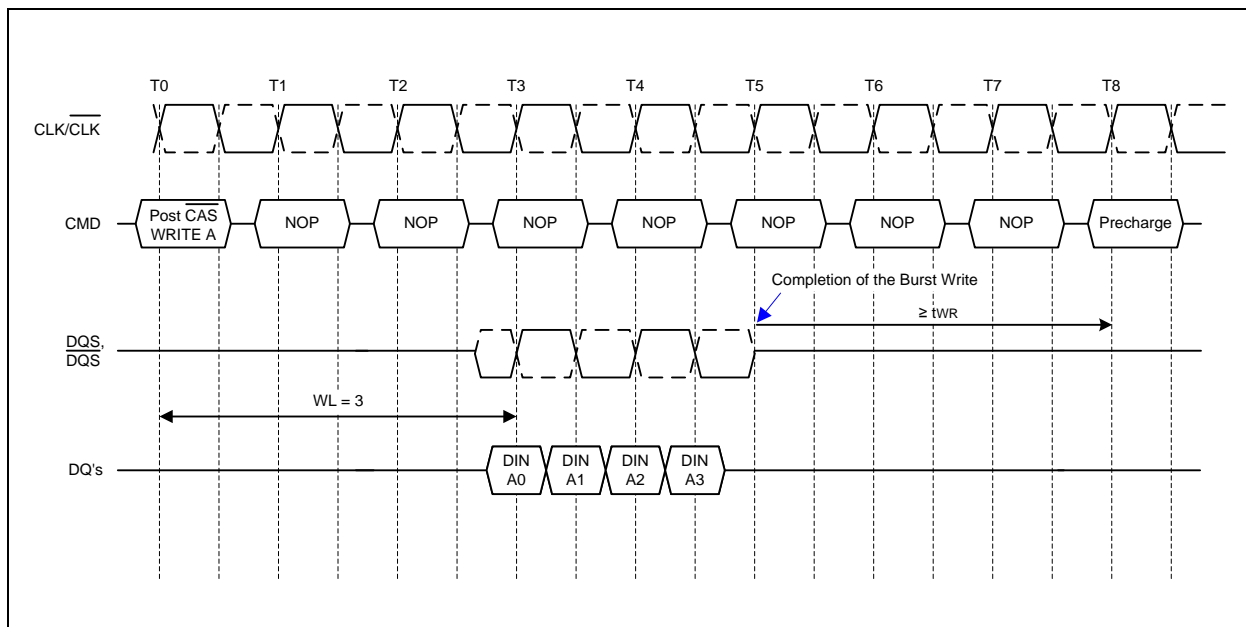 T0 T1 T2 T3 T4 T5 T6 T7 T8
CLK/CLK
CMD
Post CAS
WRITE A
NOP NOP NOP NOP NOP NOP NOP Precharge
Completion of the Burst Write
≥ tWR
DQS,
DQS
WL = 3
DQ's
DIN DIN DIN DIN
A0 A1 A2 A3